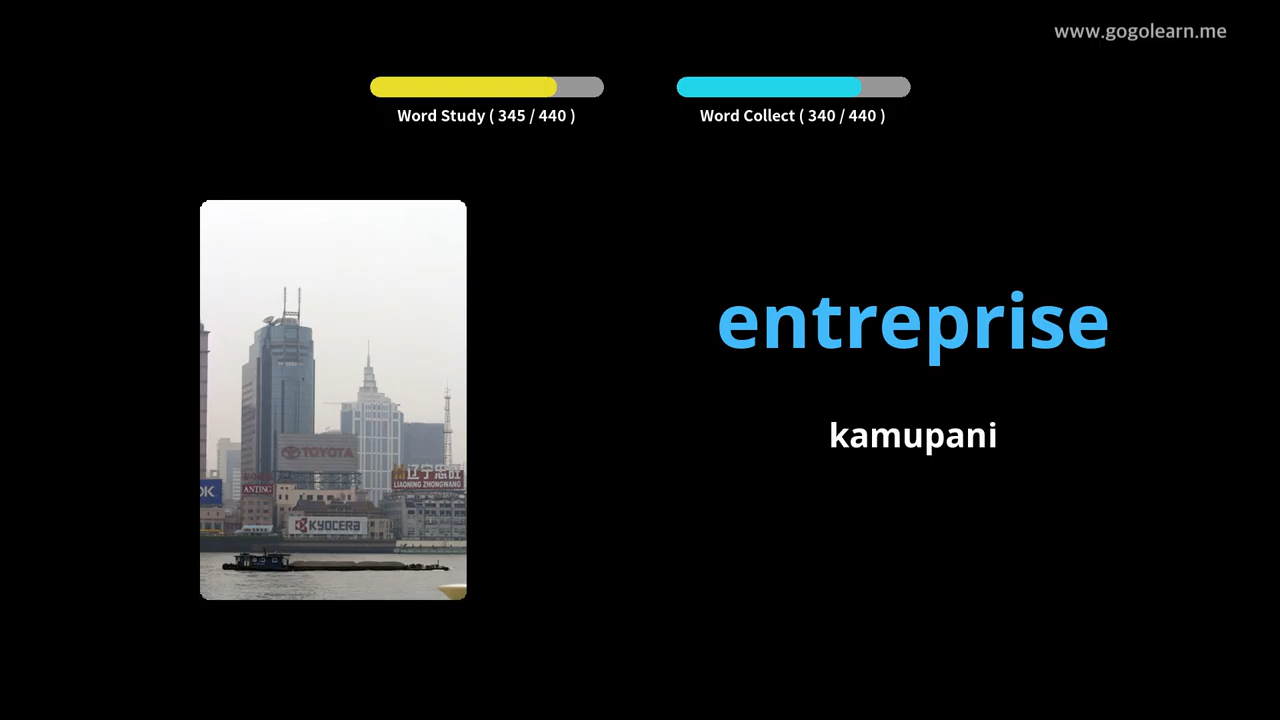 www.gogolearn.me
Word Study ( 345 / 440 )
Word Collect ( 340 / 440 )
entreprise
kamupani
TOYOTA
辽宁忠旺
LIAONING ZHONGWANG
ANTING
KYOCERA